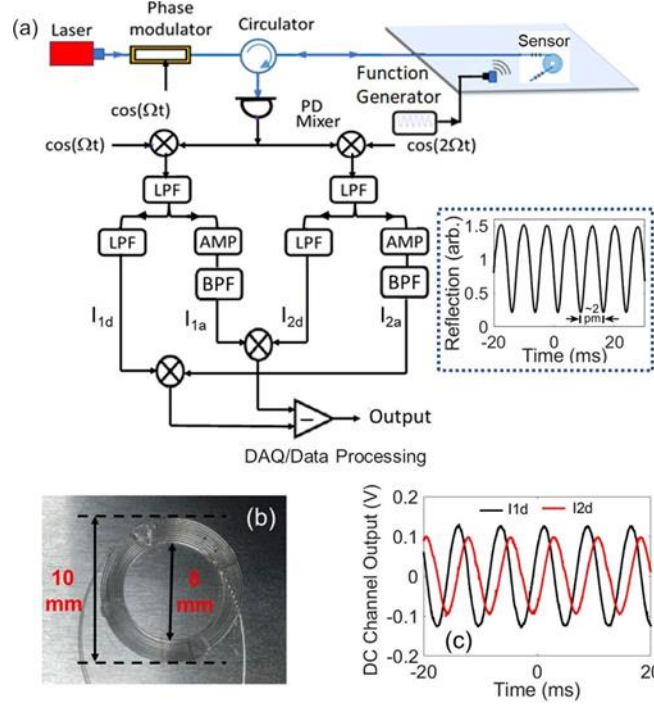 (a)
Phase
modulator
Circulator
Laser
Sensor
Function
Generator
cos(Ωt)
PD
Mixer
cos(Ωt)
cos(2Ωt)
LPF
LPF
LPF
AMP
LPF
AMP
BPF
BPF
I1d
I1a
I2d
I2a
−
Output
DAQ/Data Processing
Reflection (arb.)
1.5
1
0.5
0
~2
pm
-20
0
20
Time (ms)
(b)
10
mm
8
mm
DC Channel Output (V)
0.2
0.1
0
-0.1
-0.2
I1d
I2d
(c)
-20
0
20
Time (ms)